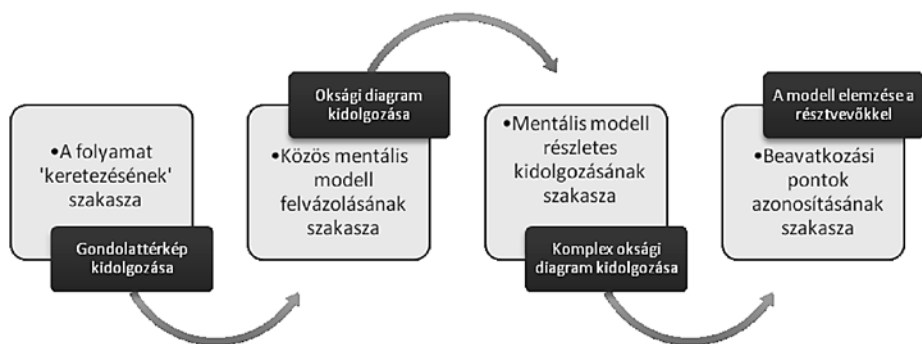 •A folyamat
'keretezésének'
szakasza
Gondolattérkép
kidolgozása
Oksági diagram
kidolgozása
•Közös mentális
modell
felvázolásának
szakasza
•Mentális modell
részletes
kidolgozásának
szakasza
Komplex oksági
diagram kidolgozása
A modell elemzése a
résztvevőkkel
•Beavatkozási
pontok
azonosításának
szakasza